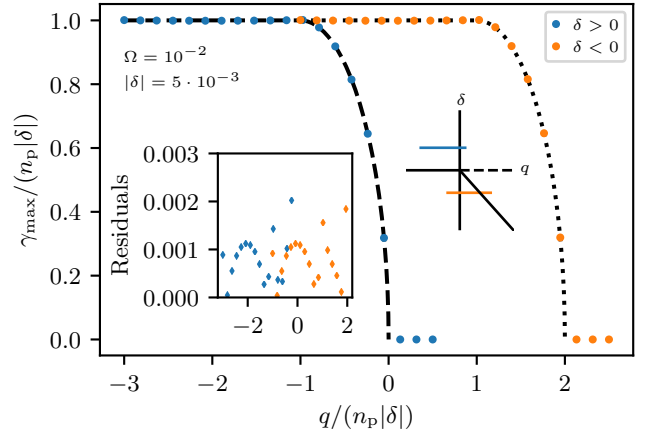 1.0
0.8
0.6
0.4
0.2
0.0
γmax/(np|δ|)
Ω = 10⁻²
|δ| = 5 · 10⁻³
δ > 0
δ < 0
δ
q
0.003
0.002
0.001
0.000
Residuals
−2 0 2
−3 −2 −1 0 1 2
q/(np|δ|)